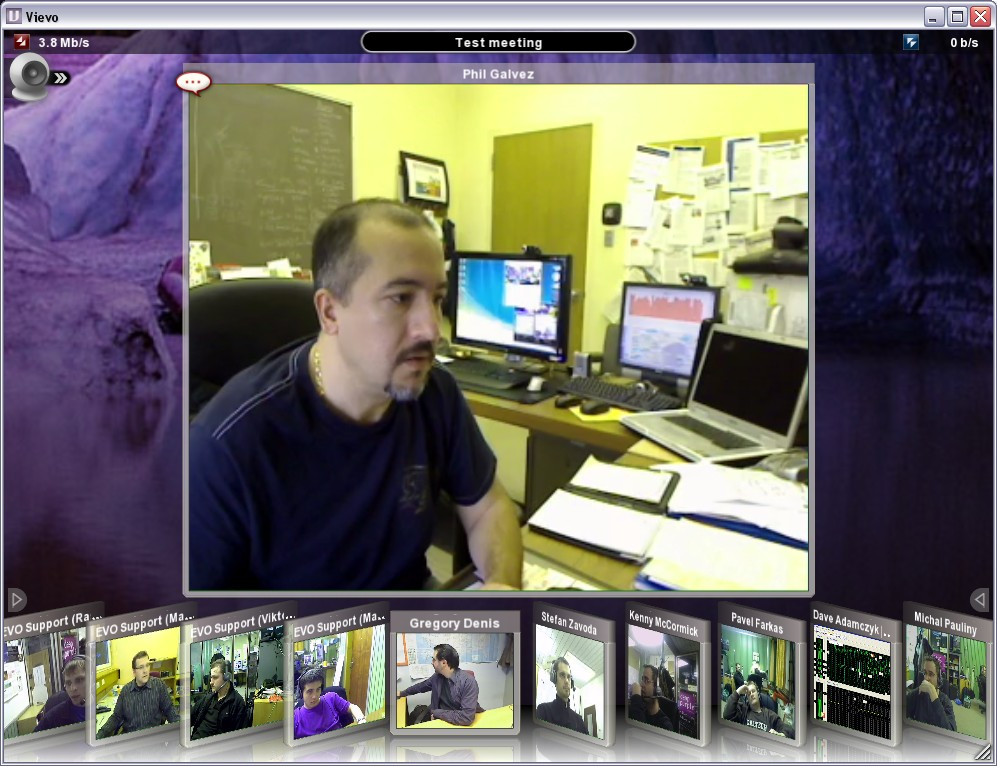 Vievo
3.8 Mb/s
Test meeting
0 b/s
Phil Galvez
EVO Support (Ra...
EVO Support (Ma...
EVO Support (Vikt...
EVO Support (Ma...
Gregory Denis
Stefan Zavoda
Kenny McCormick
Pavel Farkas
Dave Adamczyk|...
Michal Pauliny